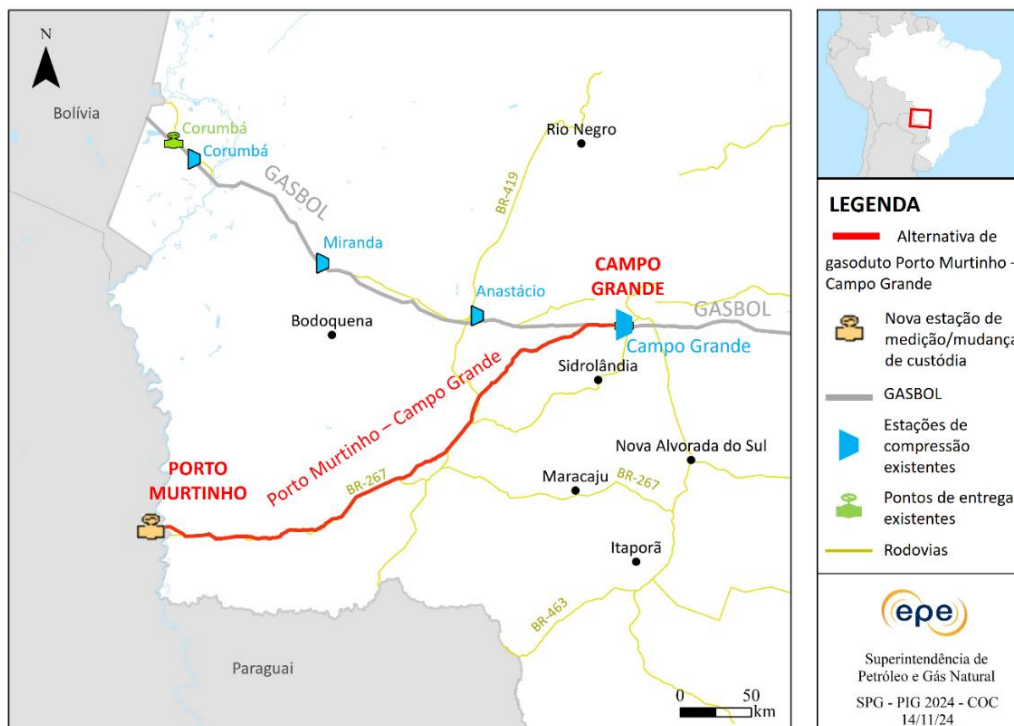 N
Bolívia
Corumbá
Corumbá
GASBOL
Miranda
Rio Negro
BR-419
Anastácio
CAMPO
GRANDE
GASBOL
Campo Grande
Bodoquena
Sidrolândia
Porto Murtinho – Campo Grande
Nova Alvorada do Sul
PORTO
MURTINHO
BR-267
Maracaju
BR-267
Itaporã
BR-463
Paraguai
0 50
km
LEGENDA
Alternativa de
gasoduto Porto Murtinho –
Campo Grande
Nova estação de
medição/mudança
de custódia
GASBOL
Estações de
compressão
existentes
Pontos de entrega
existentes
Rodovias
epe
Superintendência de
Petróleo e Gás Natural
SPG - PIG 2024 - COC
14/11/24